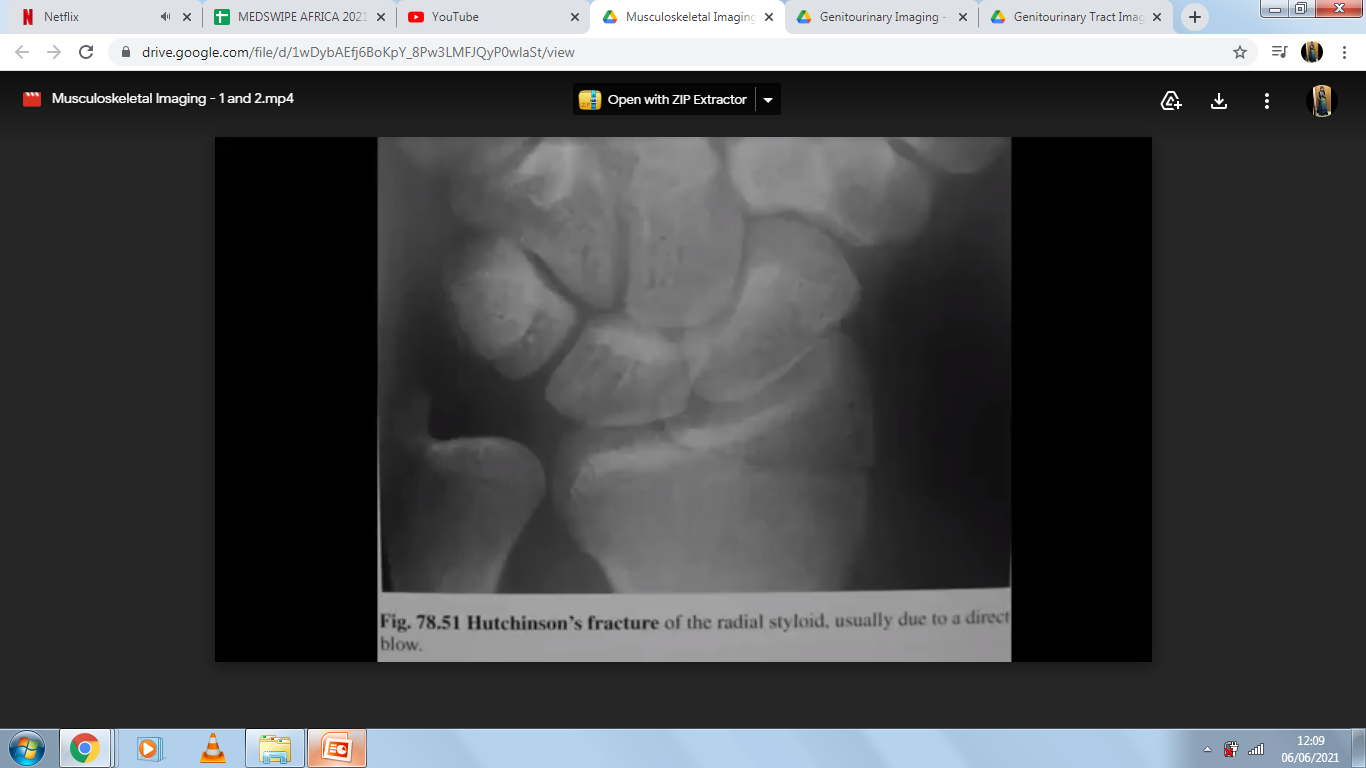 Netflix
MEDSWIPE AFRICA 2021
YouTube
Musculoskeletal Imaging
Genitourinary Imaging -
Genitourinary Tract Imag
drive.google.com/file/d/1wDybAEfj6BoKpY_8Pw3LMFJQyP0wlaSt/view
Musculoskeletal Imaging - 1 and 2.mp4
Open with ZIP Extractor
Fig. 78.51 Hutchinson's fracture of the radial styloid, usually due to a direct
blow.
12:09
06/06/2021